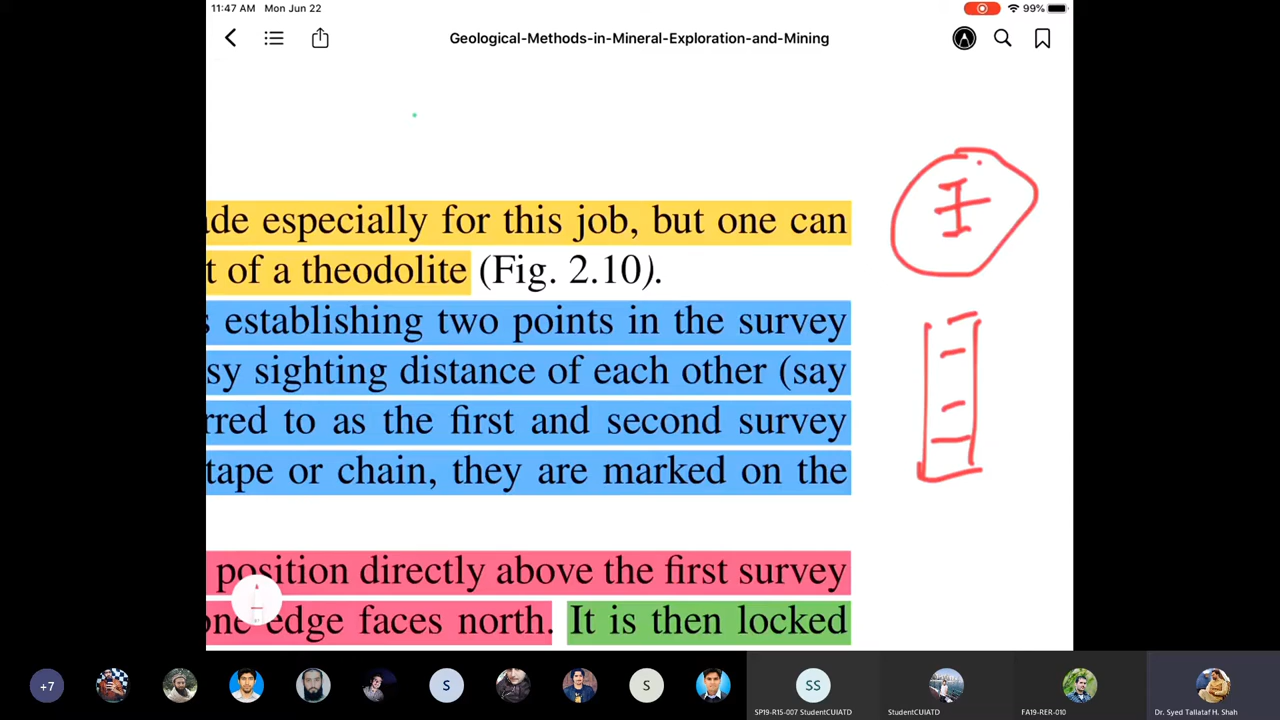 11:47 AM Mon Jun 22
99%
Geological-Methods-in-Mineral-Exploration-and-Mining
ade especially for this job, but one can
t of a theodolite (Fig. 2.10).
s establishing two points in the survey
sy sighting distance of each other (say
rred to as the first and second survey
tape or chain, they are marked on the
position directly above the first survey
one edge faces north. It is then locked
+7
S
S
SS
SP19-R1S-007 StudentCUIATD
StudentCUIATD
FA19-RER-010
Dr. Syed Tallataf H. Shah